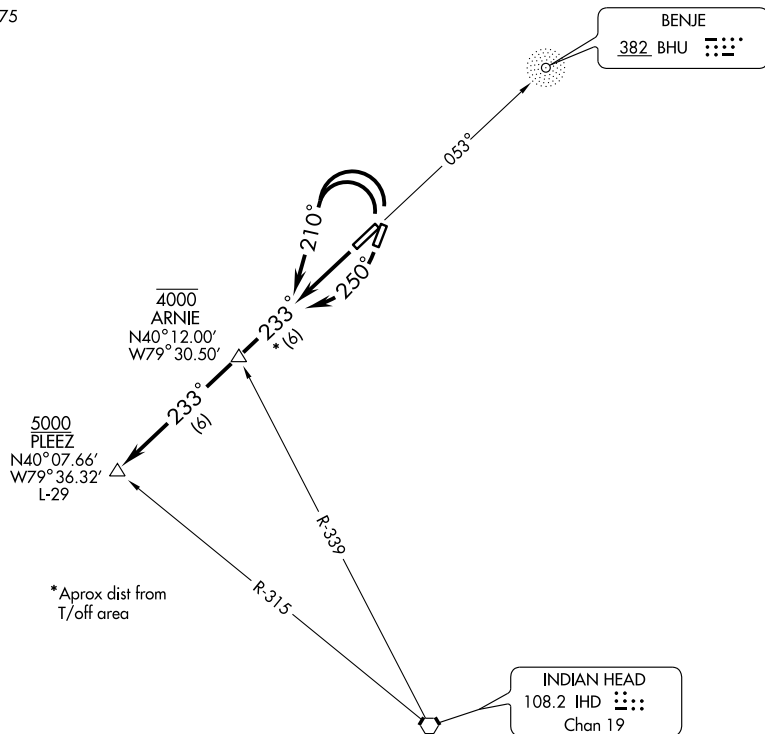 75
BENJE
382 BHU
053°
210°
250°
4000
ARNIE
N40°12.00'
W79°30.50'
233°
* (6)
5000
PLEEZ
N40°07.66'
W79°36.32'
L-29
233°
(6)
R-339
R-315
*Aprox dist from
T/off area
INDIAN HEAD
108.2 IHD
Chan 19